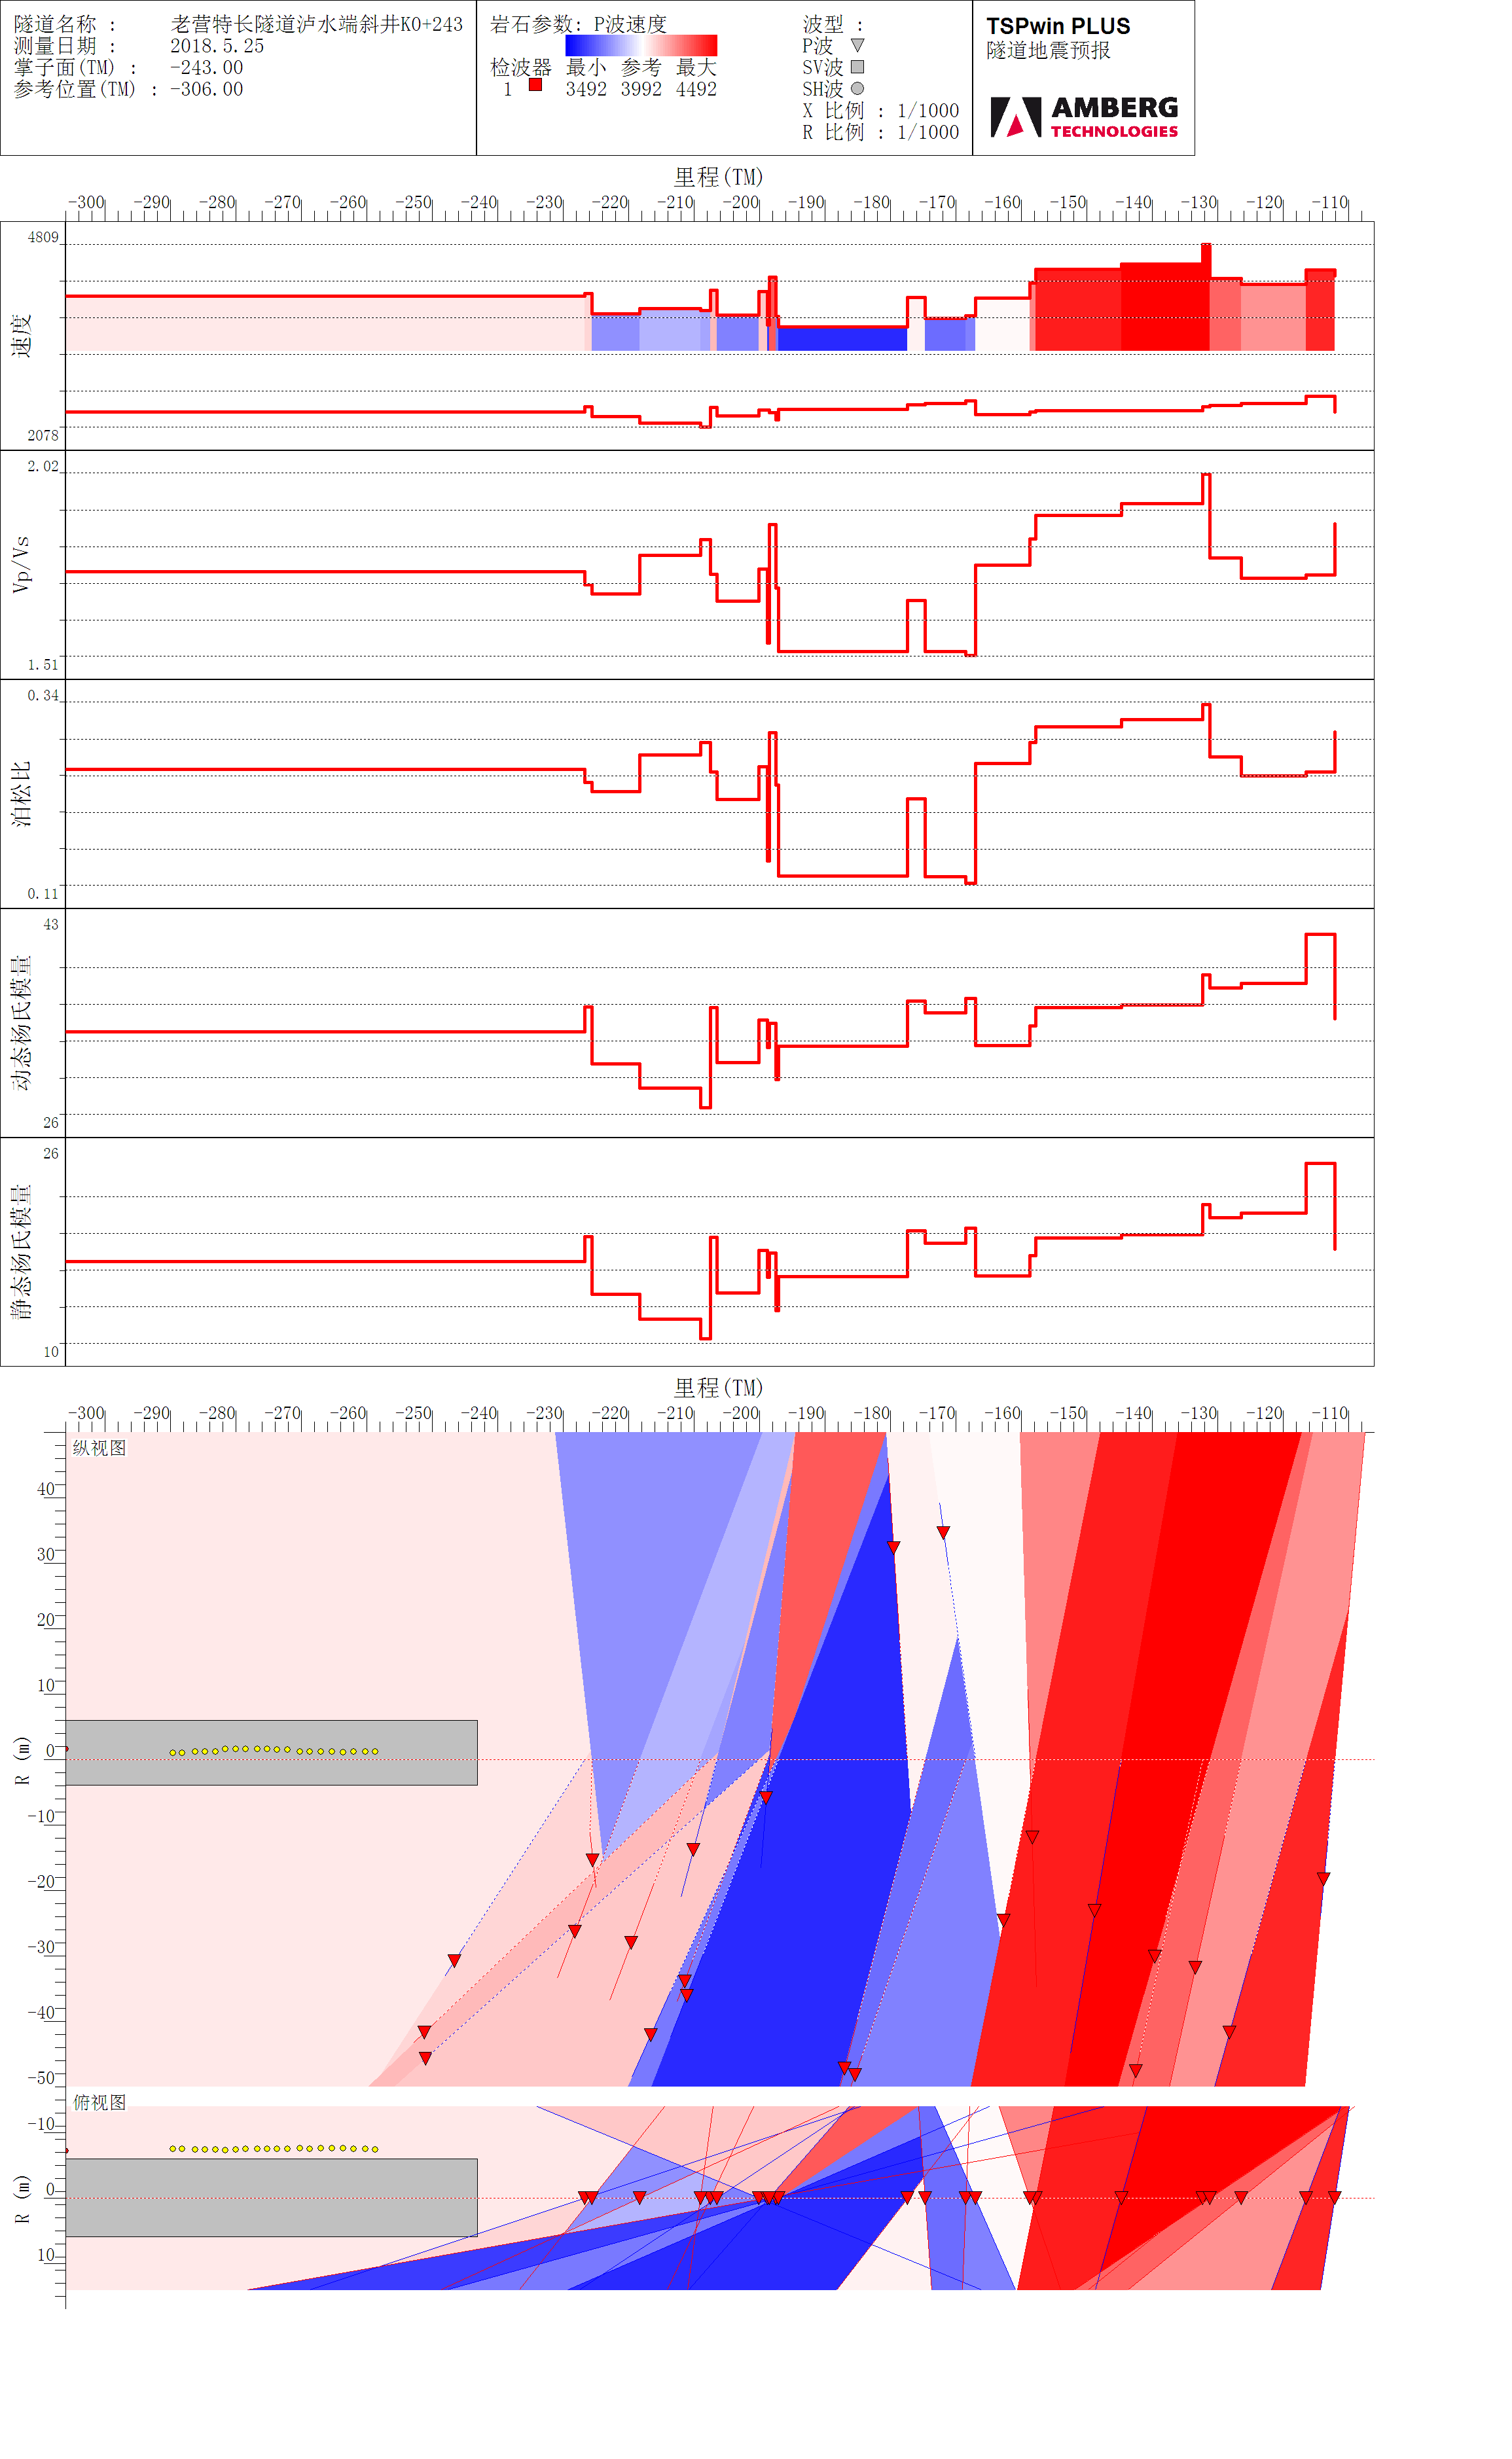 隧道名称 : 老营特长隧道泸水端斜井K0+243
测量日期 : 2018.5.25
掌子面(TM) : -243.00
参考位置(TM) : -306.00
岩石参数: P波速度
检波器 最小 参考 最大
1 3492 3992 4492
波型 :
P波
SV波
SH波
X 比例 : 1/1000
R 比例 : 1/1000
TSPwin PLUS
隧道地震预报
AMBERG
TECHNOLOGIES
里程(TM)
-300 -290 -280 -270 -260 -250 -240 -230 -220 -210 -200 -190 -180 -170 -160 -150 -140 -130 -120 -110
4809
速度
2078
2.02
Vp/Vs
1.51
0.34
泊松比
0.11
43
动态杨氏模量
26
26
静态杨氏模量
10
里程(TM)
-300 -290 -280 -270 -260 -250 -240 -230 -220 -210 -200 -190 -180 -170 -160 -150 -140 -130 -120 -110
纵视图
40
30
20
10
0
R (m)
-10
-20
-30
-40
-50
俯视图
-10
0
R (m)
10